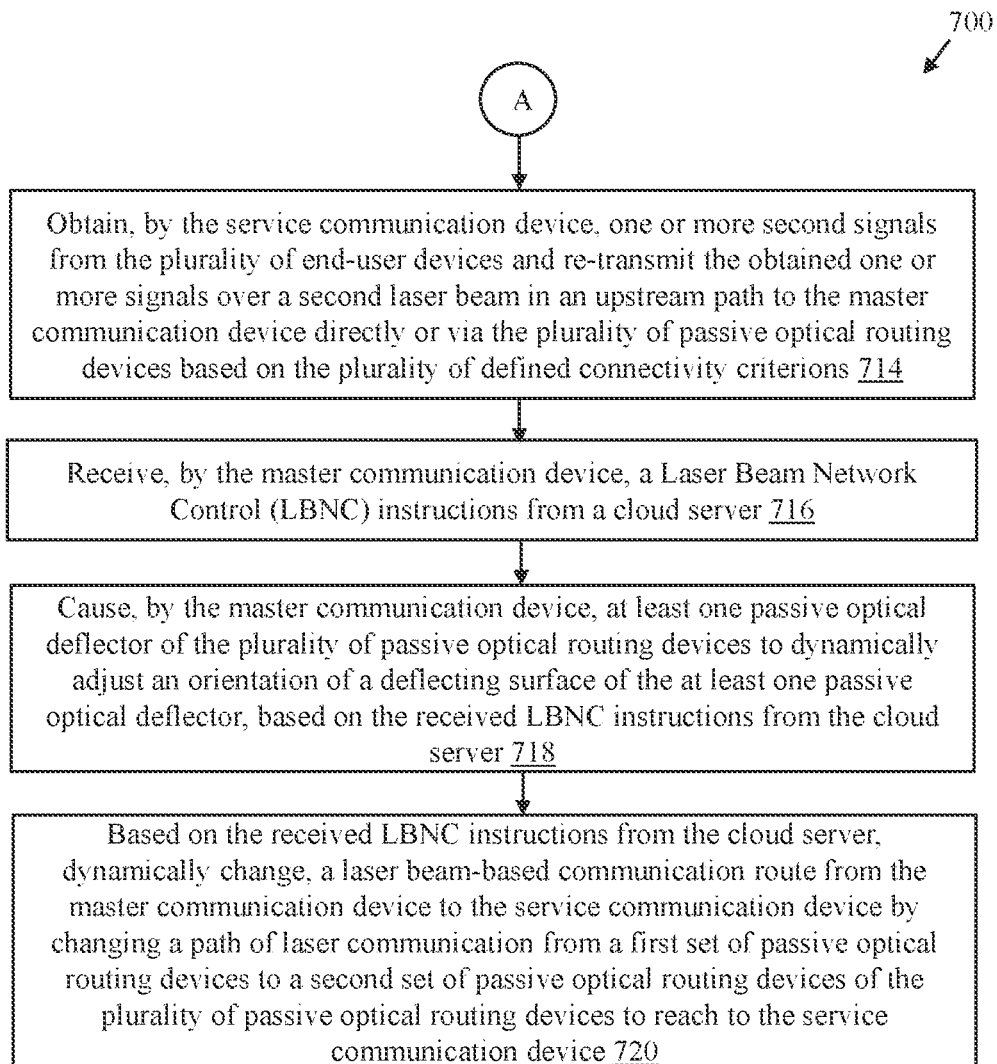 700
A
Obtain, by the service communication device, one or more second signals
from the plurality of end-user devices and re-transmit the obtained one or
more signals over a second laser beam in an upstream path to the master
communication device directly or via the plurality of passive optical routing
devices based on the plurality of defined connectivity criterions 714
Receive, by the master communication device, a Laser Beam Network
Control (LBNC) instructions from a cloud server 716
Cause, by the master communication device, at least one passive optical
deflector of the plurality of passive optical routing devices to dynamically
adjust an orientation of a deflecting surface of the at least one passive
optical deflector, based on the received LBNC instructions from the cloud
server 718
Based on the received LBNC instructions from the cloud server,
dynamically change, a laser beam-based communication route from the
master communication device to the service communication device by
changing a path of laser communication from a first set of passive optical
routing devices to a second set of passive optical routing devices of the
plurality of passive optical routing devices to reach to the service
communication device 720